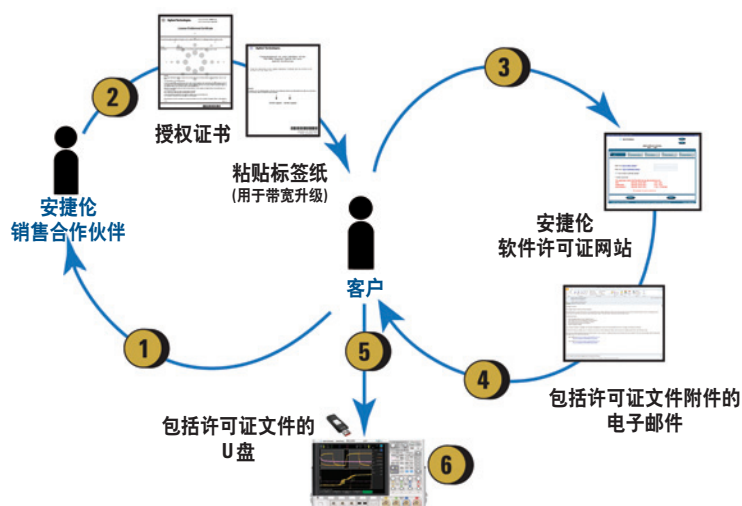 2
授权证书
粘贴标签纸
(用于带宽升级)
3
安捷伦
销售合作伙伴
安捷伦
软件许可证网站
客户
1
5
4
包括许可证文件附件的
电子邮件
包括许可证文件的
U盘
6